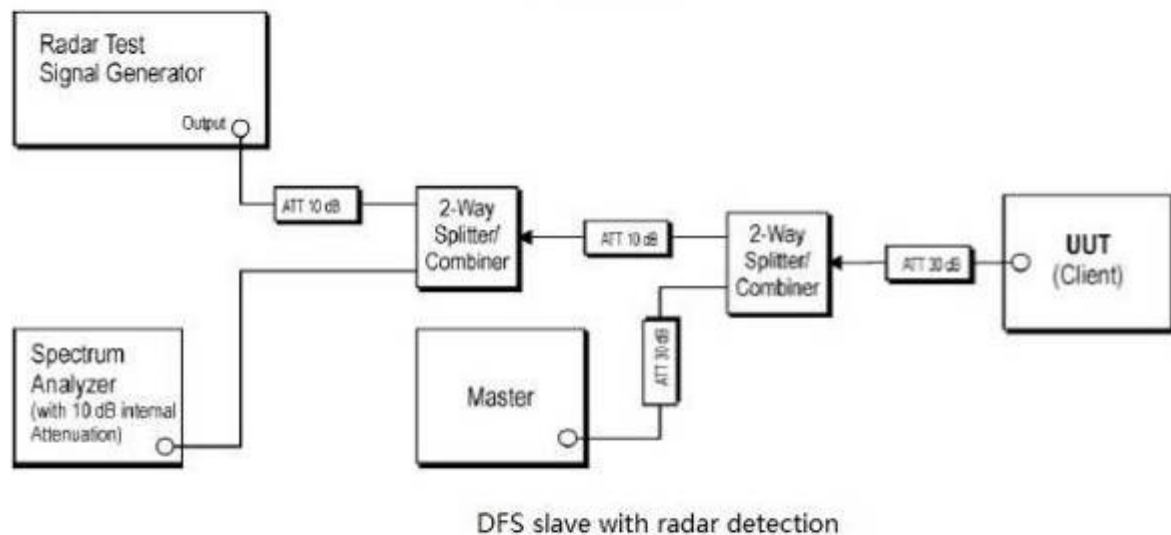 Radar Test
Signal Generator
Output
ATT 10 dB
2-Way
Splitter/
Combiner
ATT 10 dB
2-Way
Splitter/
Combiner
ATT 30 dB
UUT
(Client)
Spectrum
Analyzer
(with 10 dB internal
Attenuation)
Master
ATT 30 dB
DFS slave with radar detection